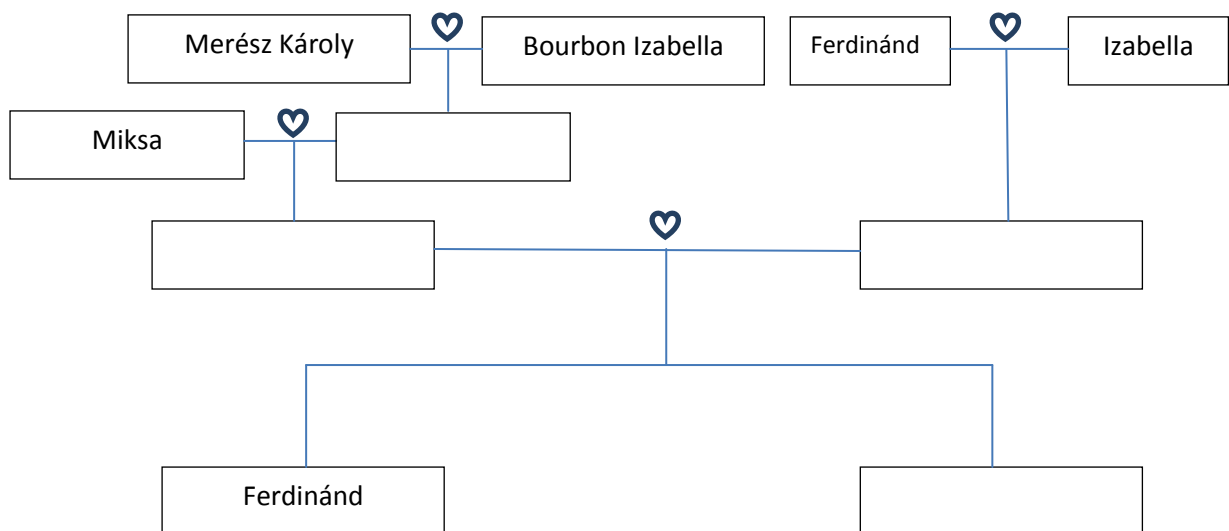 Merész Károly
Bourbon Izabella
Ferdinánd
Izabella
Miksa
Ferdinánd